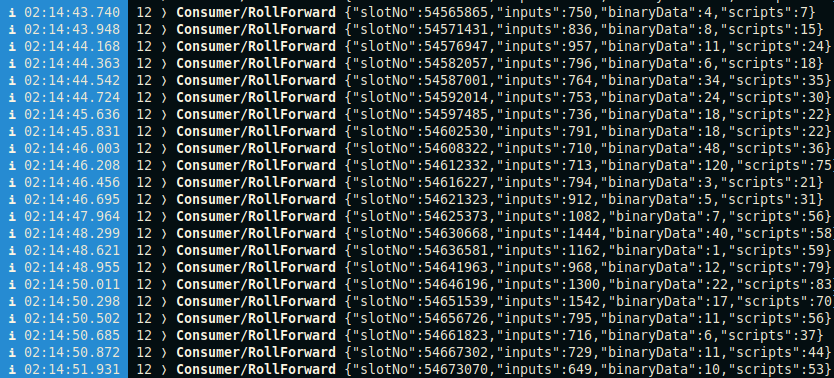 i 02:14:43.740 12 › Consumer/RollForward {"slotNo":54565865,"inputs":750,"binaryData":4,"scripts":7}
i 02:14:43.948 12 › Consumer/RollForward {"slotNo":54571431,"inputs":836,"binaryData":8,"scripts":15}
i 02:14:44.168 12 › Consumer/RollForward {"slotNo":54576947,"inputs":957,"binaryData":11,"scripts":24}
i 02:14:44.363 12 › Consumer/RollForward {"slotNo":54582057,"inputs":796,"binaryData":6,"scripts":18}
i 02:14:44.542 12 › Consumer/RollForward {"slotNo":54587001,"inputs":764,"binaryData":34,"scripts":35}
i 02:14:44.724 12 › Consumer/RollForward {"slotNo":54592014,"inputs":753,"binaryData":24,"scripts":30}
i 02:14:45.636 12 › Consumer/RollForward {"slotNo":54597485,"inputs":736,"binaryData":18,"scripts":22}
i 02:14:45.831 12 › Consumer/RollForward {"slotNo":54602530,"inputs":791,"binaryData":18,"scripts":22}
i 02:14:46.003 12 › Consumer/RollForward {"slotNo":54608322,"inputs":710,"binaryData":48,"scripts":36}
i 02:14:46.208 12 › Consumer/RollForward {"slotNo":54612332,"inputs":713,"binaryData":120,"scripts":75
i 02:14:46.456 12 › Consumer/RollForward {"slotNo":54616227,"inputs":794,"binaryData":3,"scripts":21}
i 02:14:46.695 12 › Consumer/RollForward {"slotNo":54621323,"inputs":912,"binaryData":5,"scripts":31}
i 02:14:47.964 12 › Consumer/RollForward {"slotNo":54625373,"inputs":1082,"binaryData":7,"scripts":56}
i 02:14:48.299 12 › Consumer/RollForward {"slotNo":54630668,"inputs":1444,"binaryData":40,"scripts":58
i 02:14:48.621 12 › Consumer/RollForward {"slotNo":54636581,"inputs":1162,"binaryData":1,"scripts":59}
i 02:14:48.955 12 › Consumer/RollForward {"slotNo":54641963,"inputs":968,"binaryData":12,"scripts":79}
i 02:14:50.011 12 › Consumer/RollForward {"slotNo":54646196,"inputs":1300,"binaryData":22,"scripts":83
i 02:14:50.298 12 › Consumer/RollForward {"slotNo":54651539,"inputs":1542,"binaryData":17,"scripts":70
i 02:14:50.502 12 › Consumer/RollForward {"slotNo":54656726,"inputs":795,"binaryData":11,"scripts":56}
i 02:14:50.685 12 › Consumer/RollForward {"slotNo":54661823,"inputs":716,"binaryData":6,"scripts":37}
i 02:14:50.872 12 › Consumer/RollForward {"slotNo":54667302,"inputs":729,"binaryData":11,"scripts":44}
i 02:14:51.931 12 › Consumer/RollForward {"slotNo":54673070,"inputs":649,"binaryData":10,"scripts":53}